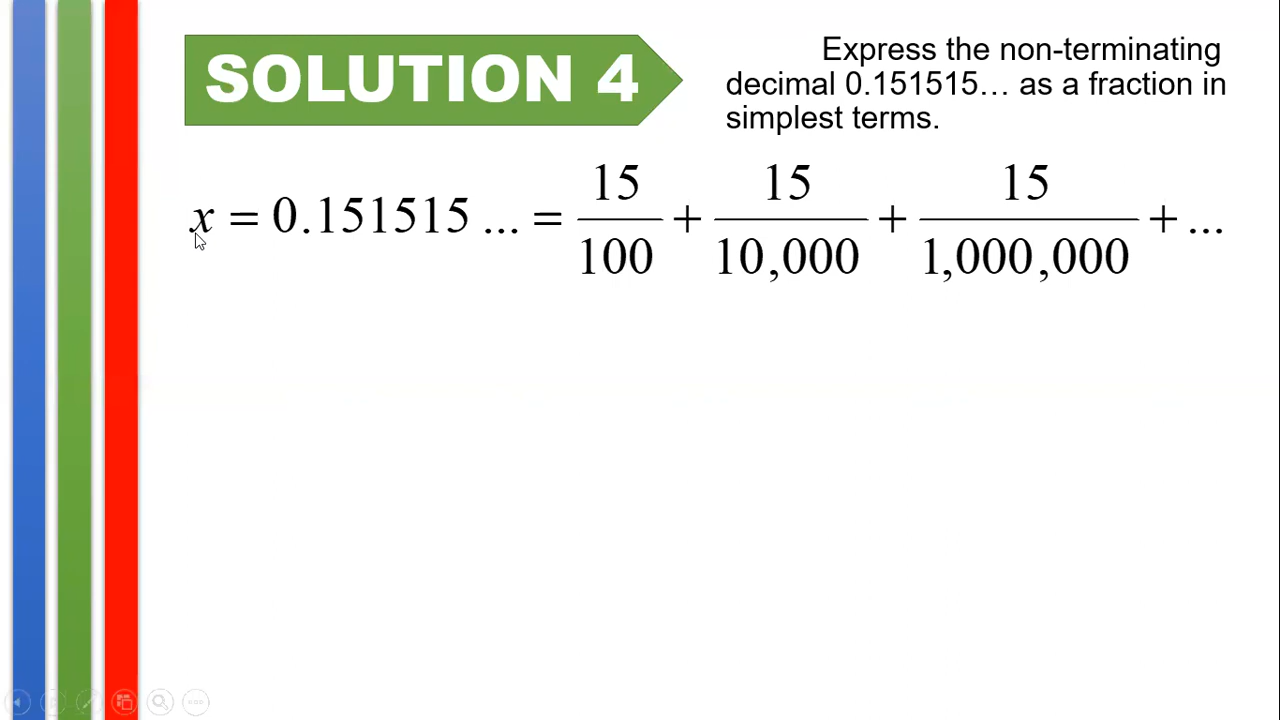 SOLUTION 4
Express the non-terminating
decimal 0.151515… as a fraction in
simplest terms.
x = 0.151515 ... = 15/100 + 15/10,000 + 15/1,000,000 + ...